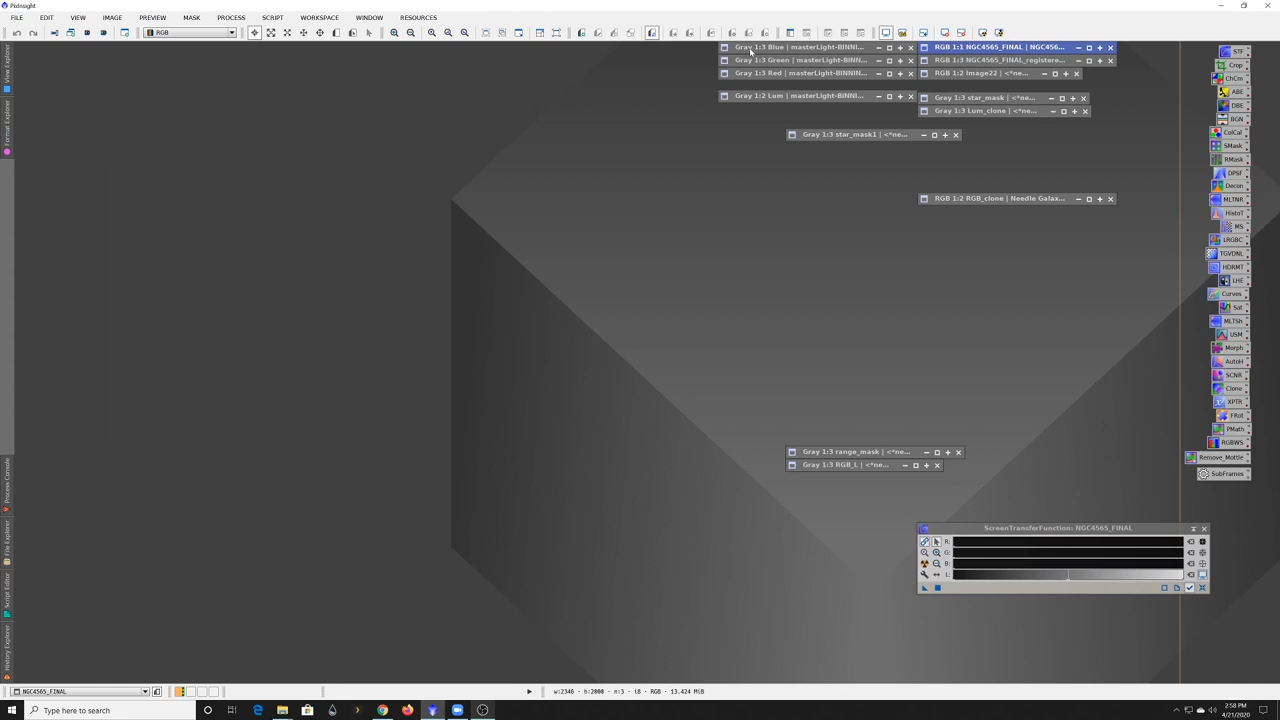 PixInsight
FILE EDIT VIEW IMAGE PREVIEW MASK PROCESS SCRIPT WORKSPACE WINDOW RESOURCES
RGB
View Explorer
Format Explorer
Process Console
File Explorer
Script Editor
History Explorer
Gray 1:3 Blue | masterLight-BINNI...
Gray 1:3 Green | masterLight-BINN...
Gray 1:3 Red | masterLight-BINNIN...
Gray 1:2 Lum | masterLight-BINNI...
RGB 1:1 NGC4565_FINAL | NGC456...
RGB 1:3 NGC4565_FINAL_registere...
RGB 1:2 Image22 | <*ne...
Gray 1:3 star_mask | <*ne...
Gray 1:3 Lum_clone | <*ne...
Gray 1:3 star_mask1 | <*ne...
RGB 1:2 RGB_clone | Needle Galax...
Gray 1:3 range_mask | <*ne...
Gray 1:3 RGB_L | <*ne...
STF
Crop
ChCm
ABE
DBE
BGN
ColCal
SMask
RMask
DPSF
Decon
MLTNR
HistoT
MS
LRGBC
TGVDNL
HDRMT
LHE
Curves
Sat
MLTSh
USM
Morph
AutoH
SCNR
Clone
XPTR
FRot
PMath
RGBWS
Remove_Mottle
SubFrames
ScreenTransferFunction: NGC4565_FINAL
R:
G:
B:
L:
NGC4565_FINAL
w:2346 · h:2000 · n:3 · i8 · RGB · 13.424 MiB
Type here to search
2:58 PM
4/21/2020